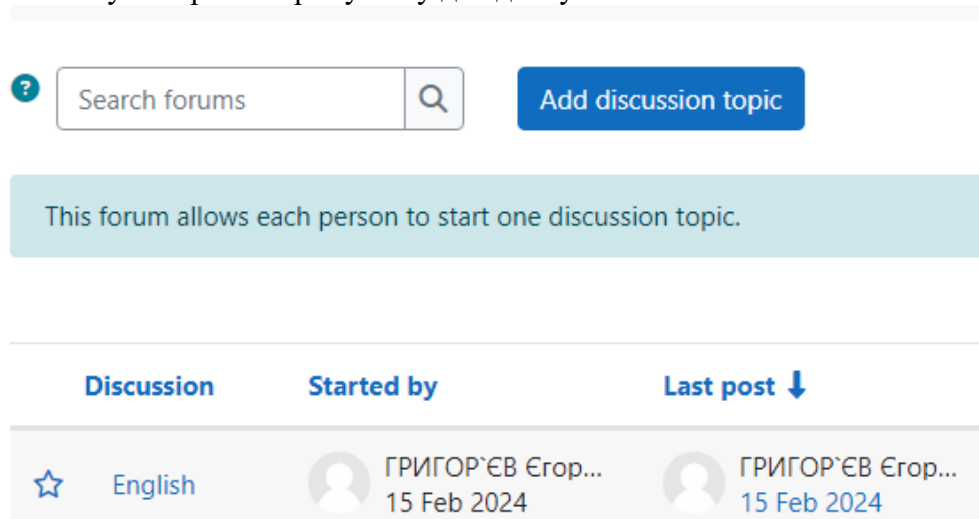 Search forums
Add discussion topic
This forum allows each person to start one discussion topic.
Discussion Started by Last post
English ГРИГОР`ЄВ Єгор... ГРИГОР`ЄВ Єгор...
15 Feb 2024 15 Feb 2024